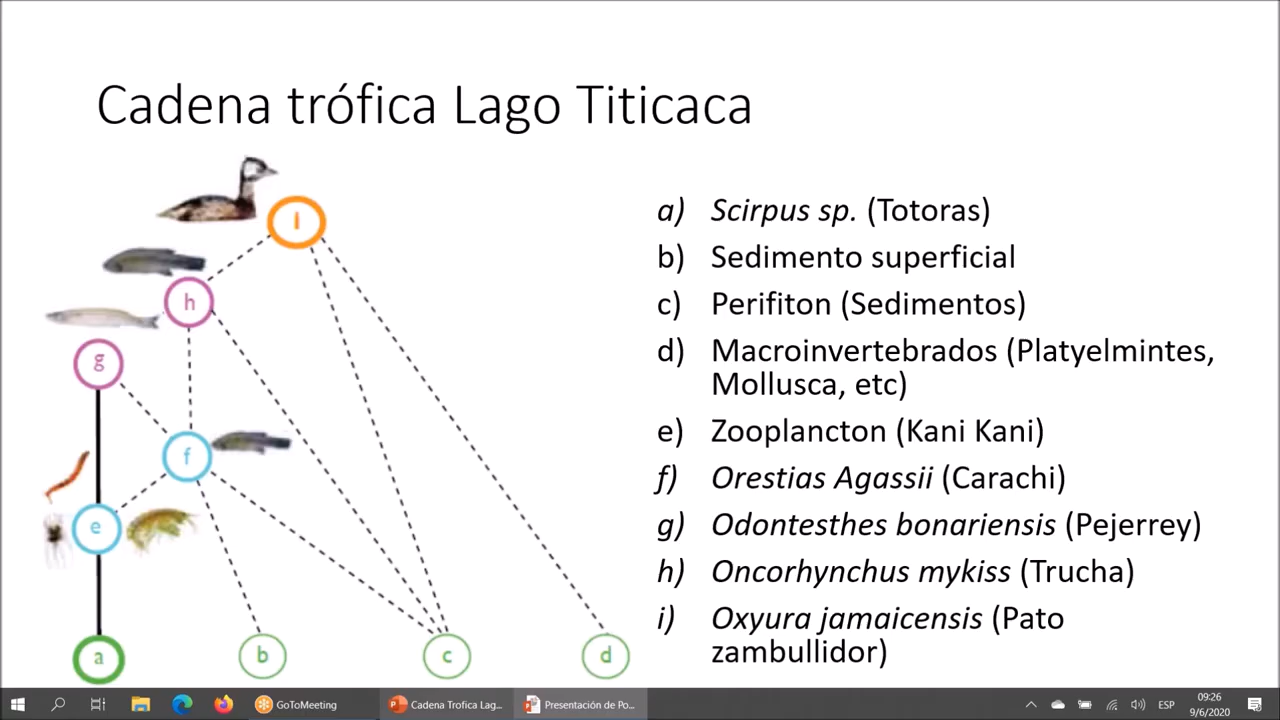 Cadena trófica Lago Titicaca
l
h
g
f
e
a
b
c
d
a) Scirpus sp. (Totoras)
b) Sedimento superficial
c) Perifiton (Sedimentos)
d) Macroinvertebrados (Platyelmintes,
Mollusca, etc)
e) Zooplancton (Kani Kani)
f) Orestias Agassii (Carachi)
g) Odontesthes bonariensis (Pejerrey)
h) Oncorhynchus mykiss (Trucha)
i) Oxyura jamaicensis (Pato
zambullidor)
GoToMeeting
Cadena Trofica Lag...
Presentación de Po...
ESP
09:26
9/6/2020